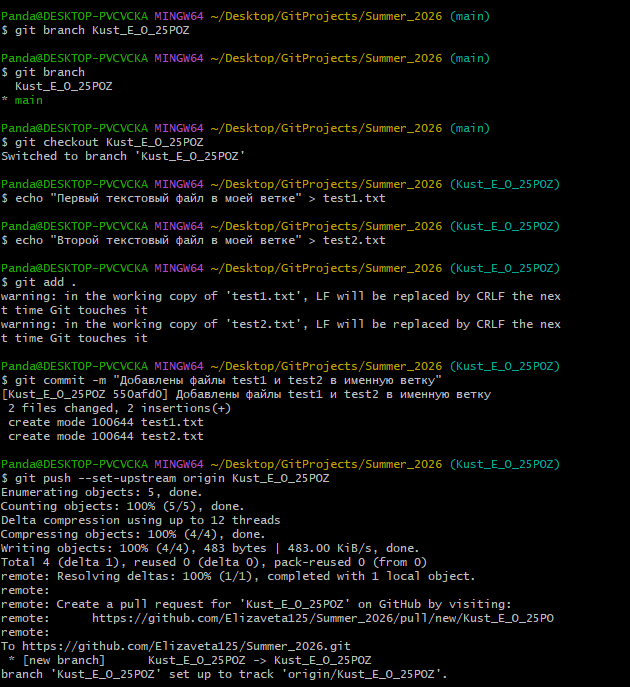 Panda@DESKTOP-PVCVCKA MINGW64 ~/Desktop/GitProjects/Summer_2026 (main)
$ git branch Kust_E_O_25POZ
Panda@DESKTOP-PVCVCKA MINGW64 ~/Desktop/GitProjects/Summer_2026 (main)
$ git branch
  Kust_E_O_25POZ
* main
Panda@DESKTOP-PVCVCKA MINGW64 ~/Desktop/GitProjects/Summer_2026 (main)
$ git checkout Kust_E_O_25POZ
Switched to branch 'Kust_E_O_25POZ'
Panda@DESKTOP-PVCVCKA MINGW64 ~/Desktop/GitProjects/Summer_2026 (Kust_E_O_25POZ)
$ echo "Первый текстовый файл в моей ветке" > test1.txt
Panda@DESKTOP-PVCVCKA MINGW64 ~/Desktop/GitProjects/Summer_2026 (Kust_E_O_25POZ)
$ echo "Второй текстовый файл в моей ветке" > test2.txt
Panda@DESKTOP-PVCVCKA MINGW64 ~/Desktop/GitProjects/Summer_2026 (Kust_E_O_25POZ)
$ git add .
warning: in the working copy of 'test1.txt', LF will be replaced by CRLF the nex
t time Git touches it
warning: in the working copy of 'test2.txt', LF will be replaced by CRLF the nex
t time Git touches it
Panda@DESKTOP-PVCVCKA MINGW64 ~/Desktop/GitProjects/Summer_2026 (Kust_E_O_25POZ)
$ git commit -m "Добавлены файлы test1 и test2 в именную ветку"
[Kust_E_O_25POZ 550afd0] Добавлены файлы test1 и test2 в именную ветку
 2 files changed, 2 insertions(+)
 create mode 100644 test1.txt
 create mode 100644 test2.txt
Panda@DESKTOP-PVCVCKA MINGW64 ~/Desktop/GitProjects/Summer_2026 (Kust_E_O_25POZ)
$ git push --set-upstream origin Kust_E_O_25POZ
Enumerating objects: 5, done.
Counting objects: 100% (5/5), done.
Delta compression using up to 12 threads
Compressing objects: 100% (4/4), done.
Writing objects: 100% (4/4), 483 bytes | 483.00 KiB/s, done.
Total 4 (delta 1), reused 0 (delta 0), pack-reused 0 (from 0)
remote: Resolving deltas: 100% (1/1), completed with 1 local object.
remote:
remote: Create a pull request for 'Kust_E_O_25POZ' on GitHub by visiting:
remote:      https://github.com/Elizaveta125/Summer_2026/pull/new/Kust_E_O_25PO
remote:
To https://github.com/Elizaveta125/Summer_2026.git
 * [new branch]      Kust_E_O_25POZ -> Kust_E_O_25POZ
branch 'Kust_E_O_25POZ' set up to track 'origin/Kust_E_O_25POZ'.